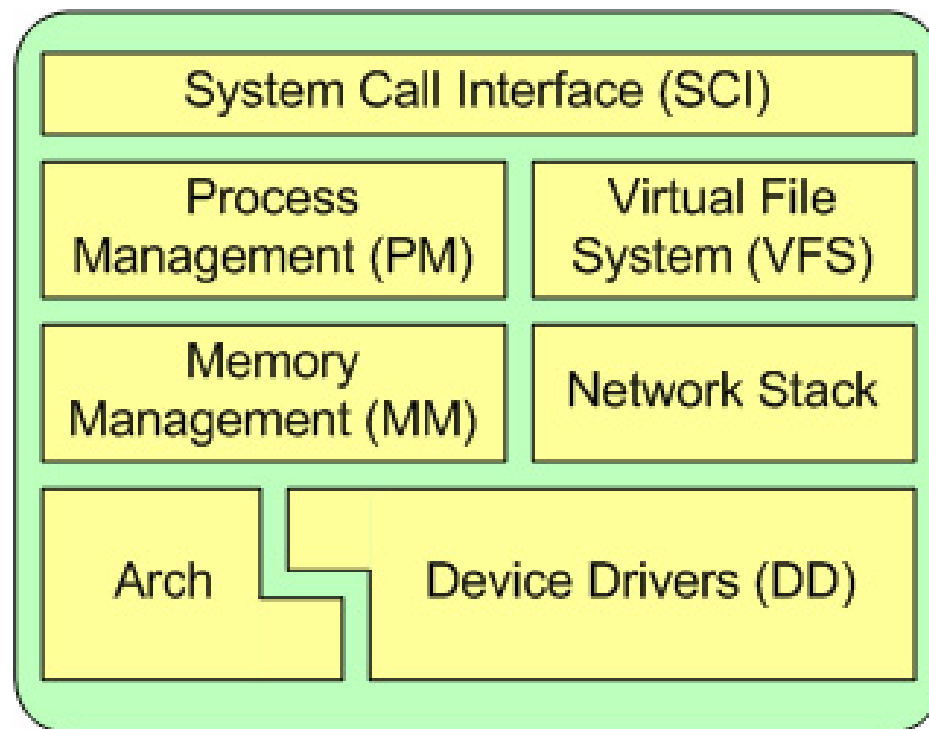 System Call Interface (SCI)
Process
Management (PM)
Virtual File
System (VFS)
Memory
Management (MM)
Network Stack
Arch
Device Drivers (DD)